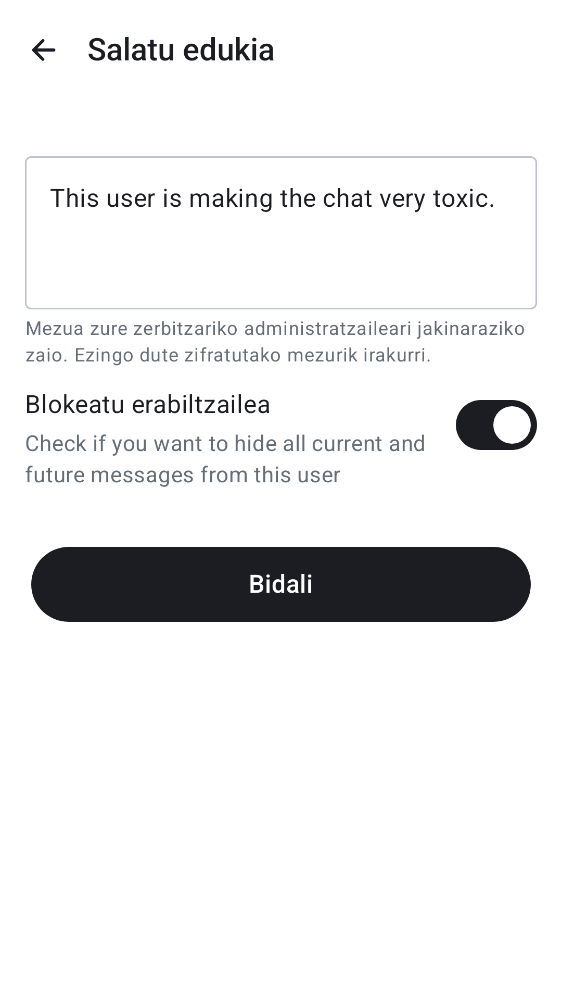 Salatu edukia
This user is making the chat very toxic.
Mezua zure zerbitzariko administratzaileari jakinaraziko
zaio. Ezingo dute zifratutako mezurik irakurri.
Blokeatu erabiltzailea
Check if you want to hide all current and
future messages from this user
Bidali